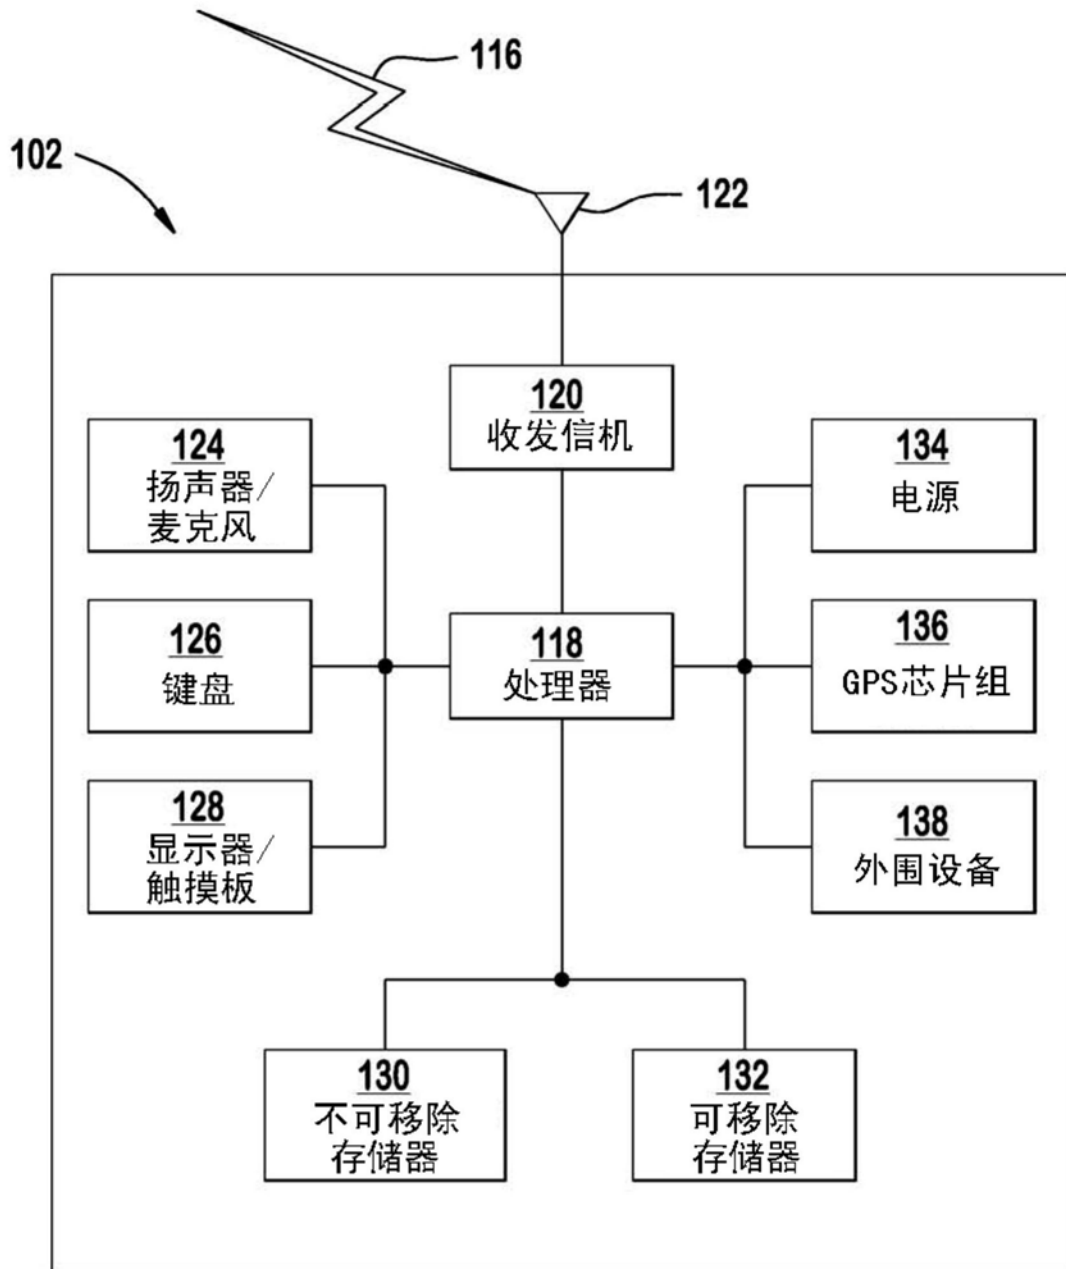 116
102
122
120
收发信机
124
扬声器/
麦克风
134
电源
126
键盘
118
处理器
136
GPS芯片组
128
显示器/
触摸板
138
外围设备
130
不可移除
存储器
132
可移除
存储器